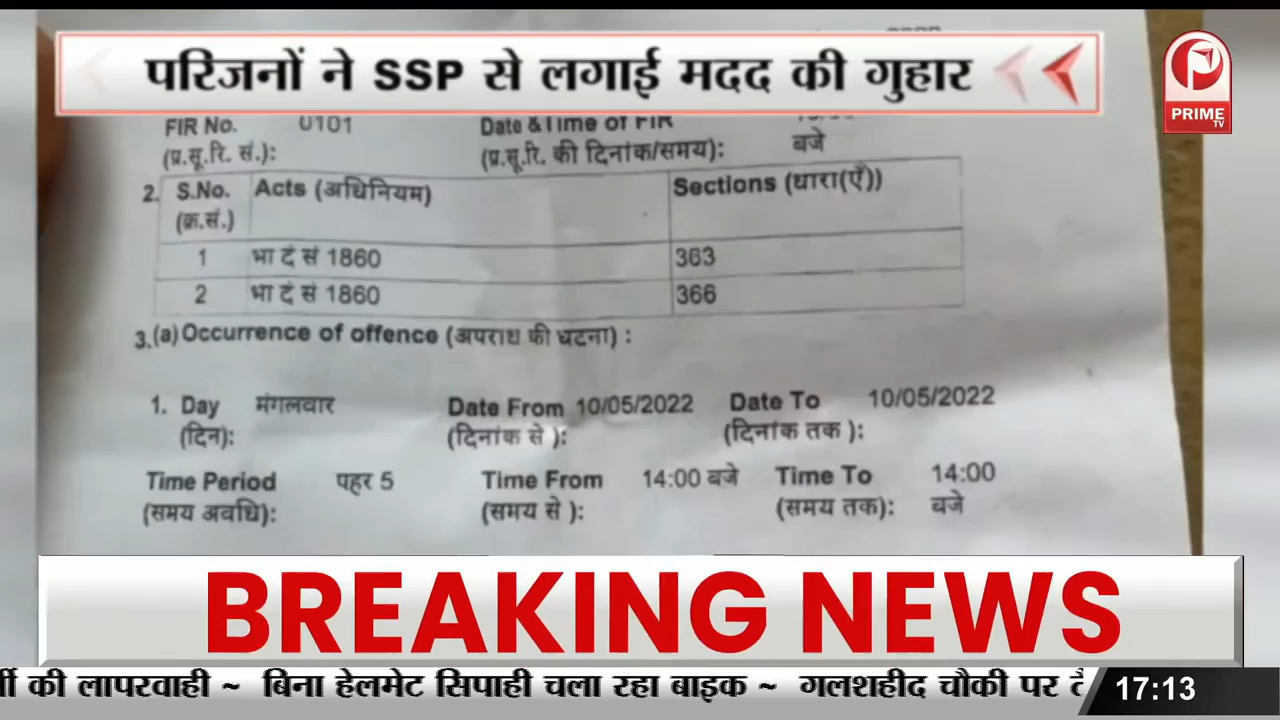 परिजनों ने SSP से लगाई मदद की गुहार
PRIME
TV
FIR No. 0101 Date &Time of FIR
(प्र.सू.रि. सं.): (प्र.सू.रि. की दिनांक/समय): बजे
2. S.No. Acts (अधिनियम) Sections (धारा(एँ))
(क्र.सं.)
1 भा दं सं 1860 363
2 भा दं सं 1860 366
3.(a) Occurrence of offence (अपराध की घटना) :
1. Day मंगलवार Date From 10/05/2022 Date To 10/05/2022
(दिन): (दिनांक से ): (दिनांक तक ):
Time Period पहर 5 Time From 14:00 बजे Time To 14:00
(समय अवधि): (समय से ): (समय तक): बजे
BREAKING NEWS
की लापरवाही ~ बिना हेलमेट सिपाही चला रहा बाइक ~ गलशहीद चौकी पर
17:13